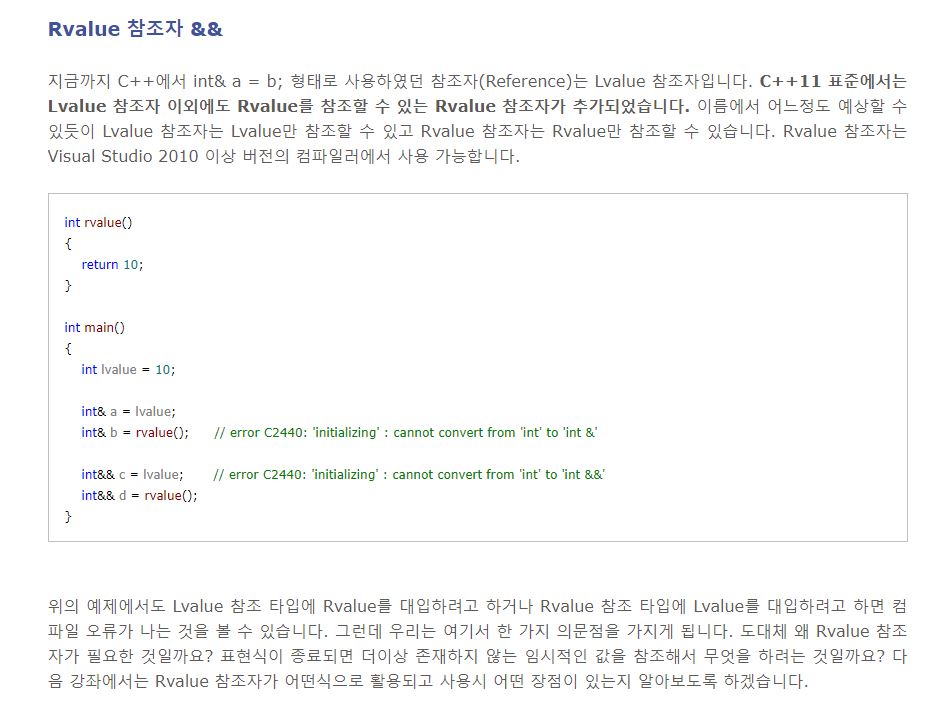 Rvalue 참조자 &&
지금까지 C++에서 int& a = b; 형태로 사용하였던 참조자(Reference)는 Lvalue 참조자입니다. C++11 표준에서는
Lvalue 참조자 이외에도 Rvalue를 참조할 수 있는 Rvalue 참조자가 추가되었습니다. 이름에서 어느정도 예상할 수
있듯이 Lvalue 참조자는 Lvalue만 참조할 수 있고 Rvalue 참조자는 Rvalue만 참조할 수 있습니다. Rvalue 참조자는
Visual Studio 2010 이상 버전의 컴파일러에서 사용 가능합니다.
int rvalue()
{
return 10;
}
int main()
{
int lvalue = 10;
int& a = lvalue;
int& b = rvalue(); // error C2440: 'initializing' : cannot convert from 'int' to 'int &'
int&& c = lvalue; // error C2440: 'initializing' : cannot convert from 'int' to 'int &&'
int&& d = rvalue();
}
위의 예제에서도 Lvalue 참조 타입에 Rvalue를 대입하려고 하거나 Rvalue 참조 타입에 Lvalue를 대입하려고 하면 컴
파일 오류가 나는 것을 볼 수 있습니다. 그런데 우리는 여기서 한 가지 의문점을 가지게 됩니다. 도대체 왜 Rvalue 참조
자가 필요한 것일까요? 표현식이 종료되면 더이상 존재하지 않는 임시적인 값을 참조해서 무엇을 하려는 것일까요? 다
음 강좌에서는 Rvalue 참조자가 어떤식으로 활용되고 사용시 어떤 장점이 있는지 알아보도록 하겠습니다.